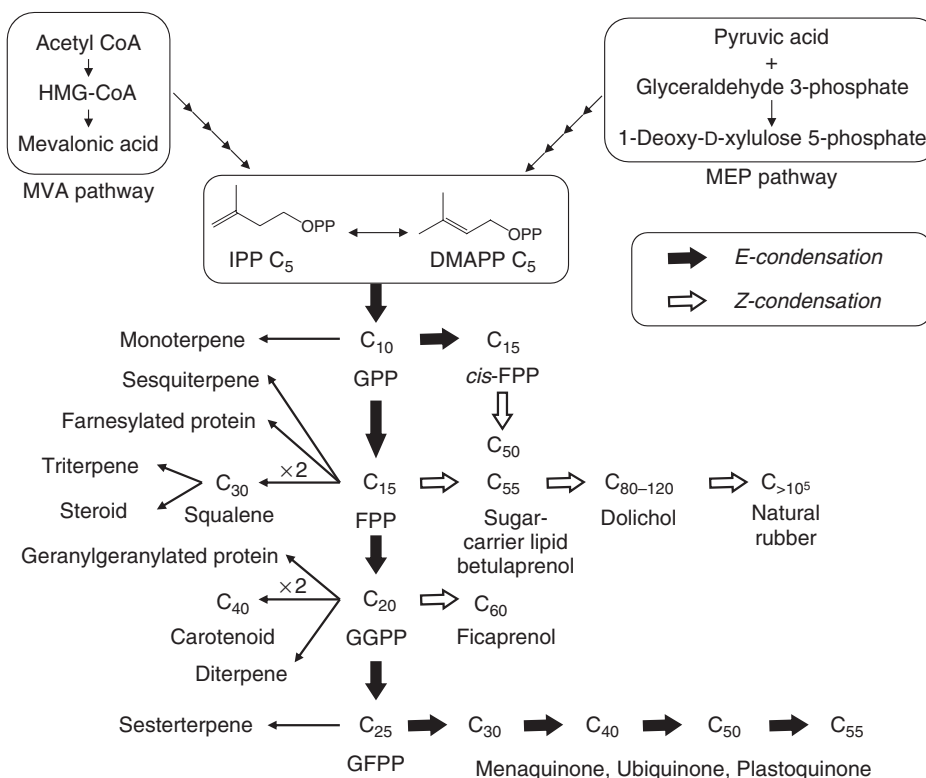 Acetyl CoA
HMG-CoA
Mevalonic acid
MVA pathway
Pyruvic acid
+
Glyceraldehyde 3-phosphate
1-Deoxy-D-xylulose 5-phosphate
MEP pathway
OPP
IPP C5
OPP
DMAPP C5
E-condensation
Z-condensation
Monoterpene
C10
GPP
C15
cis-FPP
Sesquiterpene
Farnesylated protein
C50
Triterpene
Steroid
C30
Squalene
×2
C15
FPP
C55
Sugar-
carrier lipid
betulaprenol
C80–120
Dolichol
C>10⁵
Natural
rubber
Geranylgeranylated protein
C40
Carotenoid
×2
Diterpene
C20
GGPP
C60
Ficaprenol
Sesterterpene
C25
GFPP
C30
C40
C50
C55
Menaquinone, Ubiquinone, Plastoquinone